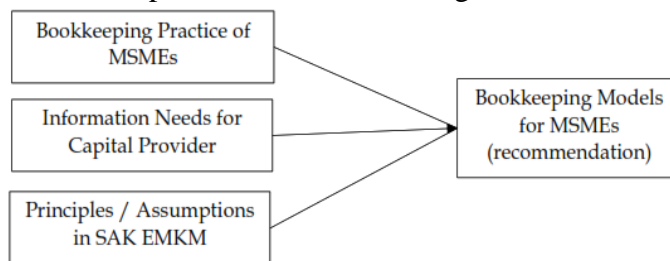 Bookkeeping Practice of
MSMEs
Information Needs for
Capital Provider
Principles / Assumptions
in SAK EMKM
Bookkeeping Models
for MSMEs
(recommendation)